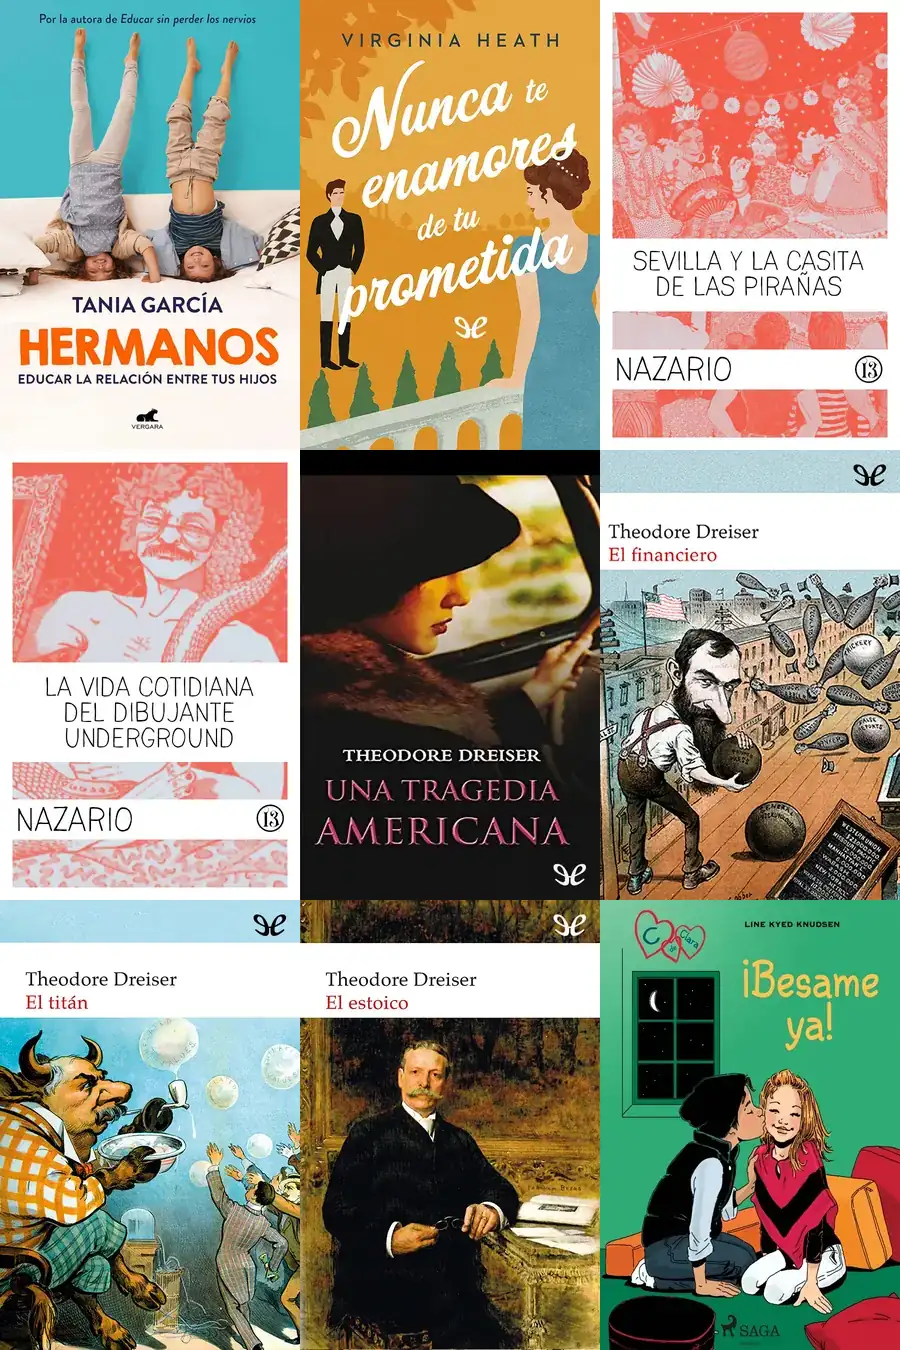 Por la autora de Educar sin perder los nervios
TANIA GARCÍA
HERMANOS
EDUCAR LA RELACIÓN ENTRE TUS HIJOS
VERGARA
VIRGINIA HEATH
Nunca te
enamores
de tu
prometida
SEVILLA Y LA CASITA
DE LAS PIRAÑAS
NAZARIO
13
LA VIDA COTIDIANA
DEL DIBUJANTE
UNDERGROUND
NAZARIO
13
THEODORE DREISER
UNA TRAGEDIA
AMERICANA
Theodore Dreiser
El financiero
Theodore Dreiser
El titán
Theodore Dreiser
El estoico
C de Clara
LINE KYED KNUDSEN
¡Besame
ya!
SAGA